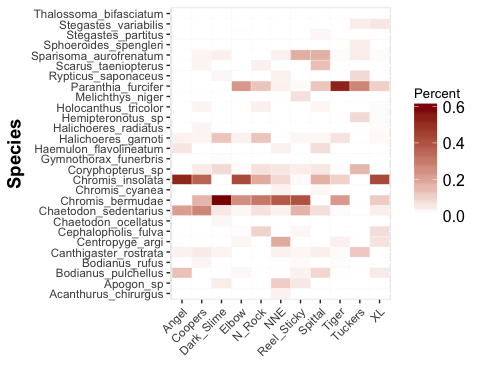 Thalossoma_bifasciatum
Stegastes_variabilis
Stegastes_partitus
Sphoeroides_spengleri
Sparisoma_aurofrenatum
Scarus_taeniopterus
Rypticus_saponaceus
Paranthia_furcifer
Melichthys_niger
Holocanthus_tricolor
Hemipteronotus_sp
Halichoeres_radiatus
Halichoeres_garnoti
Haemulon_flavolineatum
Gymnothorax_funerbris
Coryphopterus_sp
Chromis_insolata
Chromis_cyanea
Chromis_bermudae
Chaetodon_sedentarius
Chaetodon_ocellatus
Cephalopholis_fulva
Centropyge_argi
Canthigaster_rostrata
Bodianus_rufus
Bodianus_pulchellus
Apogon_sp
Acanthurus_chirurgus
Species
Angel
Coopers
Dark_Slime
Elbow
N_Rock
NNE
Reel_Sticky
Spittal
Tiger
Tuckers
XL
Percent
0.6
0.4
0.2
0.0